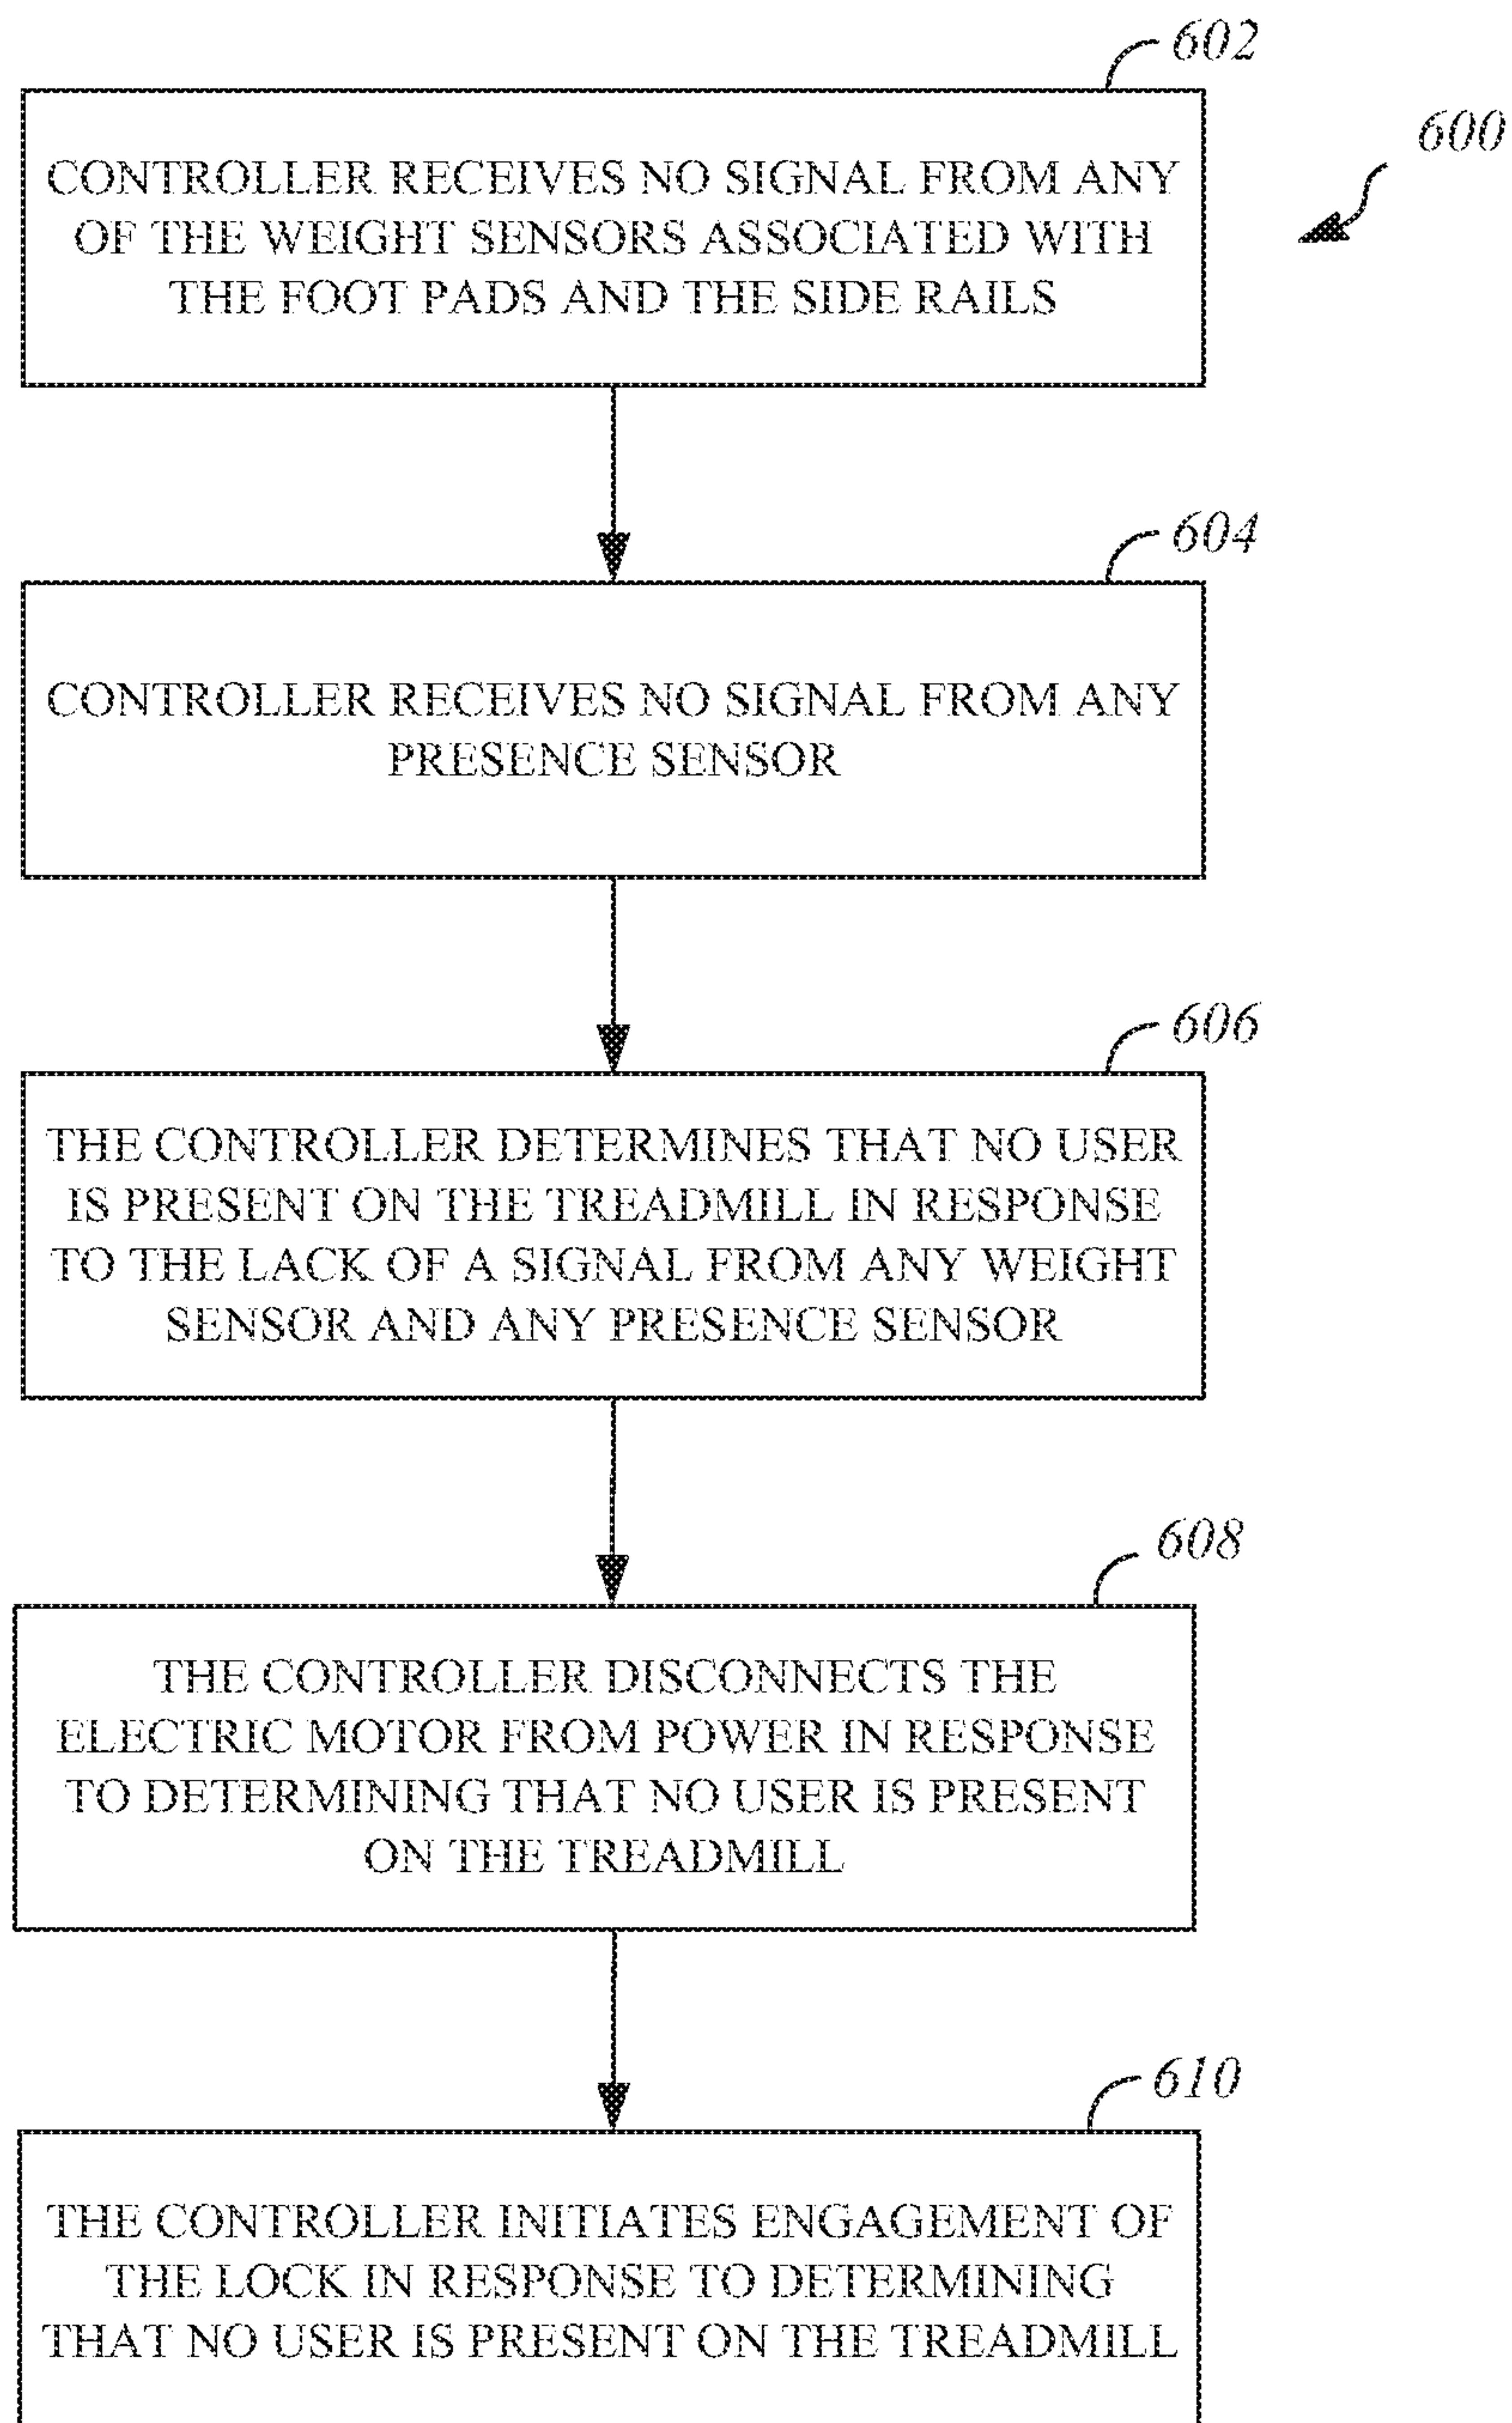 602
600
CONTROLLER RECEIVES NO SIGNAL FROM ANY
OF THE WEIGHT SENSORS ASSOCIATED WITH
THE FOOT PADS AND THE SIDE RAILS
604
CONTROLLER RECEIVES NO SIGNAL FROM ANY
PRESENCE SENSOR
606
THE CONTROLLER DETERMINES THAT NO USER
IS PRESENT ON THE TREADMILL IN RESPONSE
TO THE LACK OF A SIGNAL FROM ANY WEIGHT
SENSOR AND ANY PRESENCE SENSOR
608
THE CONTROLLER DISCONNECTS THE
ELECTRIC MOTOR FROM POWER IN RESPONSE
TO DETERMINING THAT NO USER IS PRESENT
ON THE TREADMILL
610
THE CONTROLLER INITIATES ENGAGEMENT OF
THE LOCK IN RESPONSE TO DETERMINING
THAT NO USER IS PRESENT ON THE TREADMILL